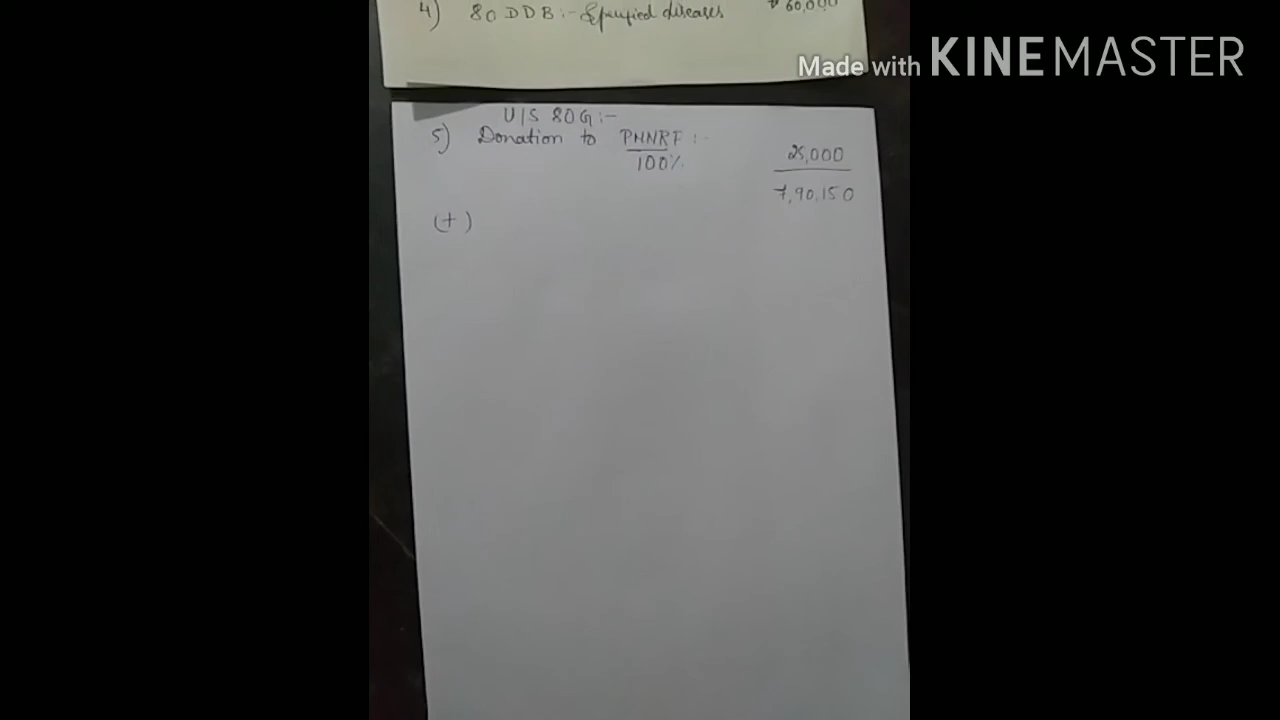 4) 80 DDB :- Specified diseases 60,000
Made with KINEMASTER
U/S 80G :-
5) Donation to PMNRF :- 25,000
100%
7,90,150
(+)